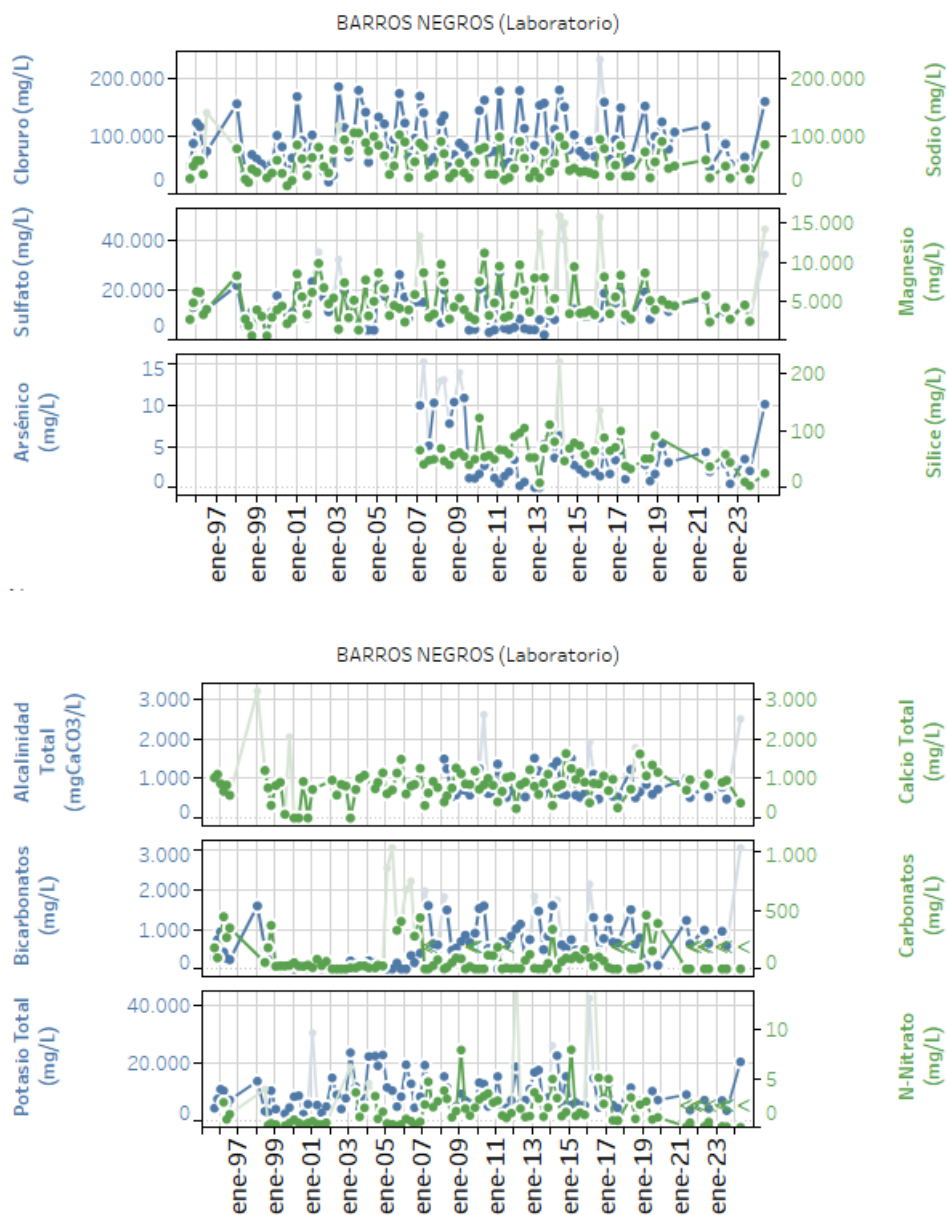 BARROS NEGROS (Laboratorio)
Cloruro (mg/L)
200.000
100.000
0
200.000
100.000
0
Sodio (mg/L)
Sulfato (mg/L)
40.000
20.000
0
15.000
10.000
5.000
Magnesio
(mg/L)
Arsénico
(mg/L)
15
10
5
0
200
100
0
Silice (mg/L)
ene-97
ene-99
ene-01
ene-03
ene-05
ene-07
ene-09
ene-11
ene-13
ene-15
ene-17
ene-19
ene-21
ene-23
BARROS NEGROS (Laboratorio)
Alcalinidad
Total
(mgCaCO3/L)
3.000
2.000
1.000
0
3.000
2.000
1.000
0
Calcio Total
(mg/L)
Bicarbonatos
(mg/L)
3.000
2.000
1.000
0
1.000
500
0
Carbonatos
(mg/L)
Potasio Total
(mg/L)
40.000
20.000
0
10
5
0
N-Nitrato
(mg/L)
ene-97
ene-99
ene-01
ene-03
ene-05
ene-07
ene-09
ene-11
ene-13
ene-15
ene-17
ene-19
ene-21
ene-23